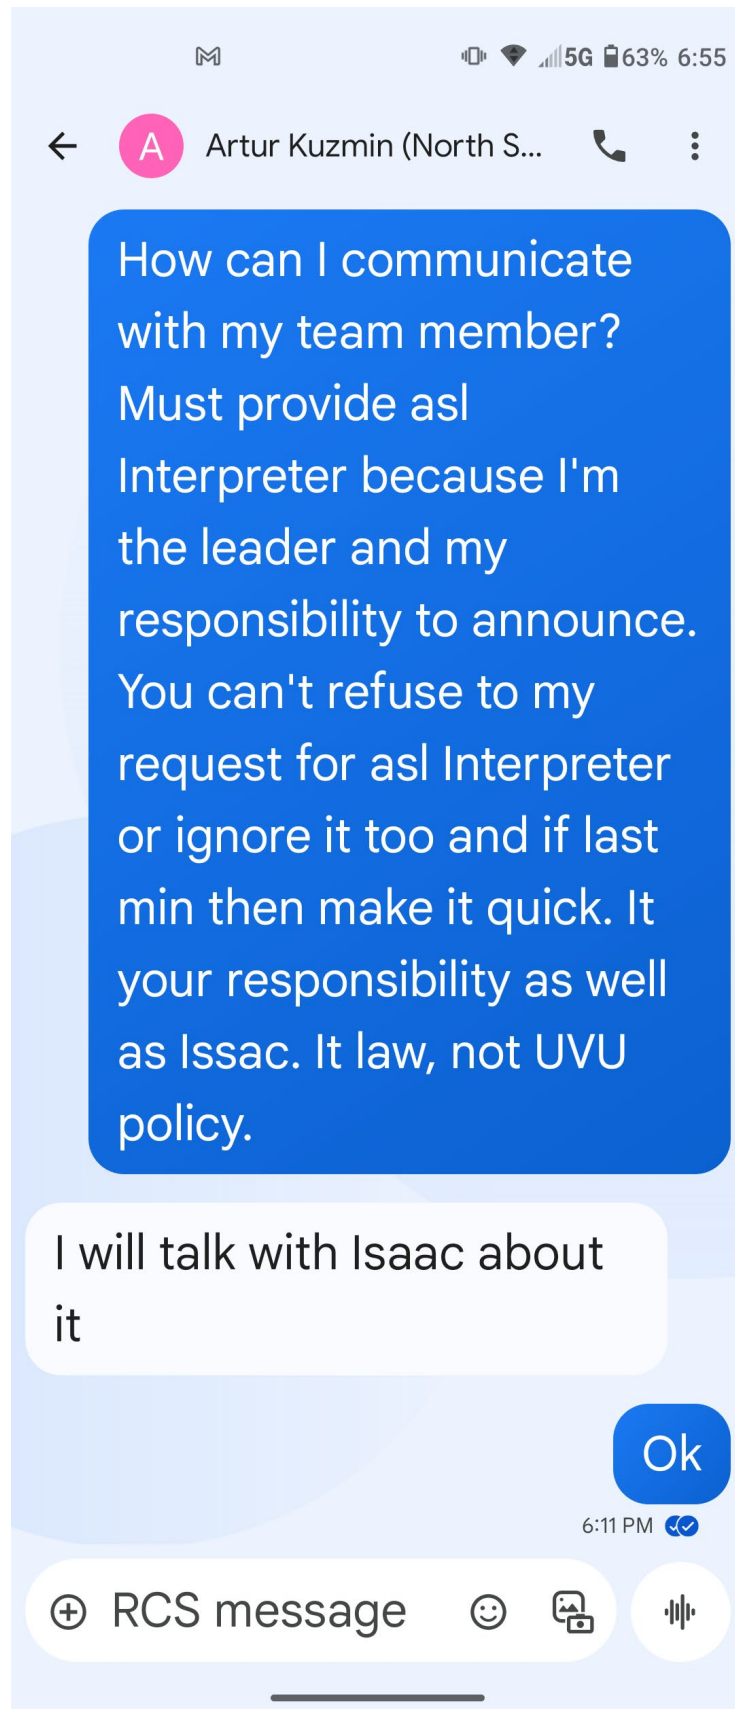 5G 63% 6:55
A Artur Kuzmin (North S...
How can I communicate
with my team member?
Must provide asl
Interpreter because I'm
the leader and my
responsibility to announce.
You can't refuse to my
request for asl Interpreter
or ignore it too and if last
min then make it quick. It
your responsibility as well
as Issac. It law, not UVU
policy.
I will talk with Isaac about
it
Ok
6:11 PM
RCS message